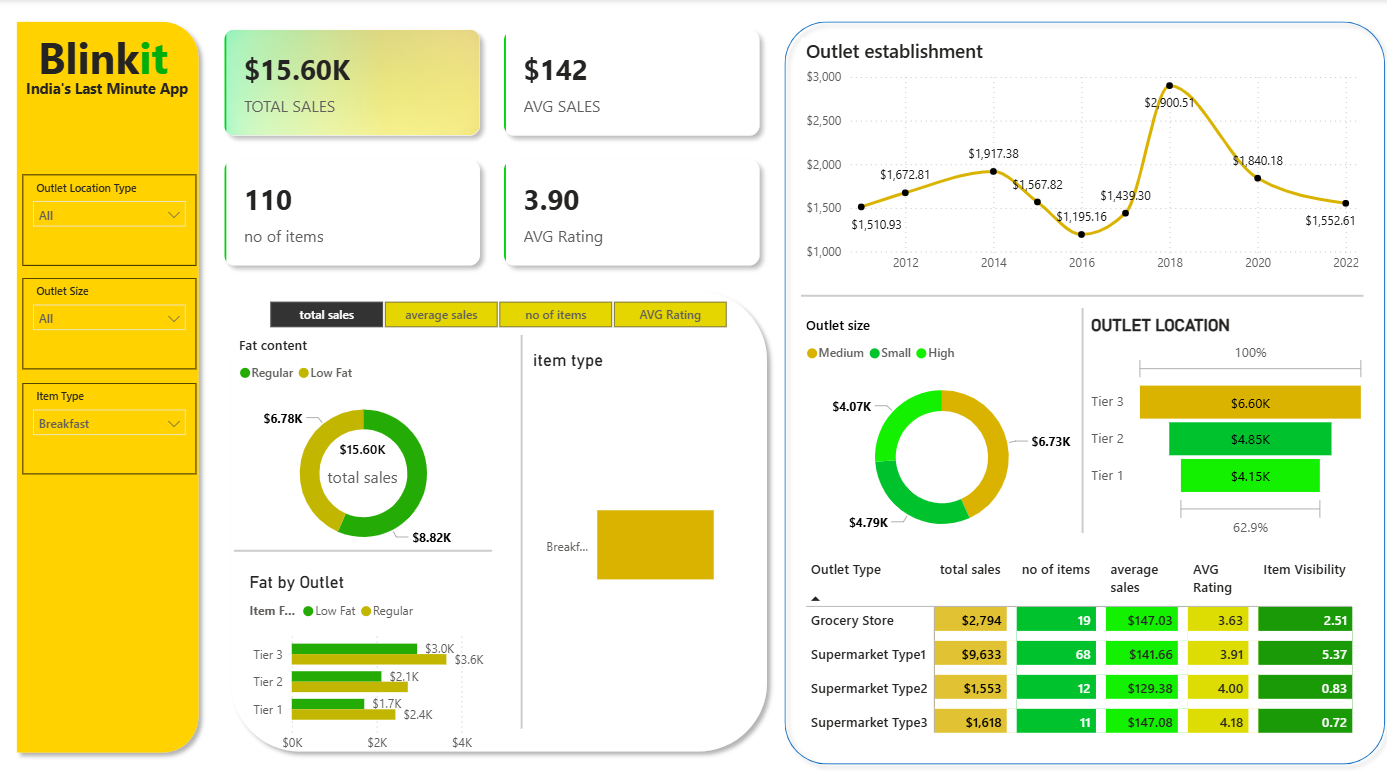 Blinkit
India's Last Minute App
Outlet Location Type
All
Outlet Size
All
Item Type
Breakfast
$15.60K
TOTAL SALES
$142
AVG SALES
110
no of items
3.90
AVG Rating
total sales
average sales
no of items
AVG Rating
Fat content
Regular Low Fat
$6.78K
$15.60K
total sales
$8.82K
item type
Breakf...
Fat by Outlet
Item F... Low Fat Regular
Tier 3 $3.0K
$3.6K
Tier 2 $2.1K
Tier 1 $1.7K
$2.4K
$0K $2K $4K
Outlet establishment
$3,000
$2,500
$2,000
$1,500
$1,000
$1,510.93
$1,672.81
$1,917.38
$1,567.82
$1,195.16
$1,439.30
$2,900.51
$1,840.18
$1,552.61
2012 2014 2016 2018 2020 2022
Outlet size
Medium Small High
$4.07K
$6.73K
$4.79K
OUTLET LOCATION
100%
Tier 3 $6.60K
Tier 2 $4.85K
Tier 1 $4.15K
62.9%
Outlet Type total sales no of items average sales AVG Rating Item Visibility
Grocery Store $2,794 19 $147.03 3.63 2.51
Supermarket Type1 $9,633 68 $141.66 3.91 5.37
Supermarket Type2 $1,553 12 $129.38 4.00 0.83
Supermarket Type3 $1,618 11 $147.08 4.18 0.72